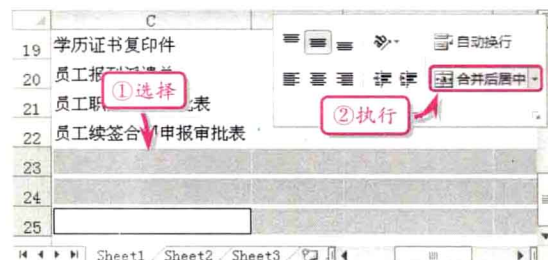 C
19 学历证书复印件
自动换行
20 员工报到
①选择
合并后居中
21 员工职 批表
②执行
22 员工续签合 申报审批表
23
24
25
Sheet1 Sheet2 Sheet3